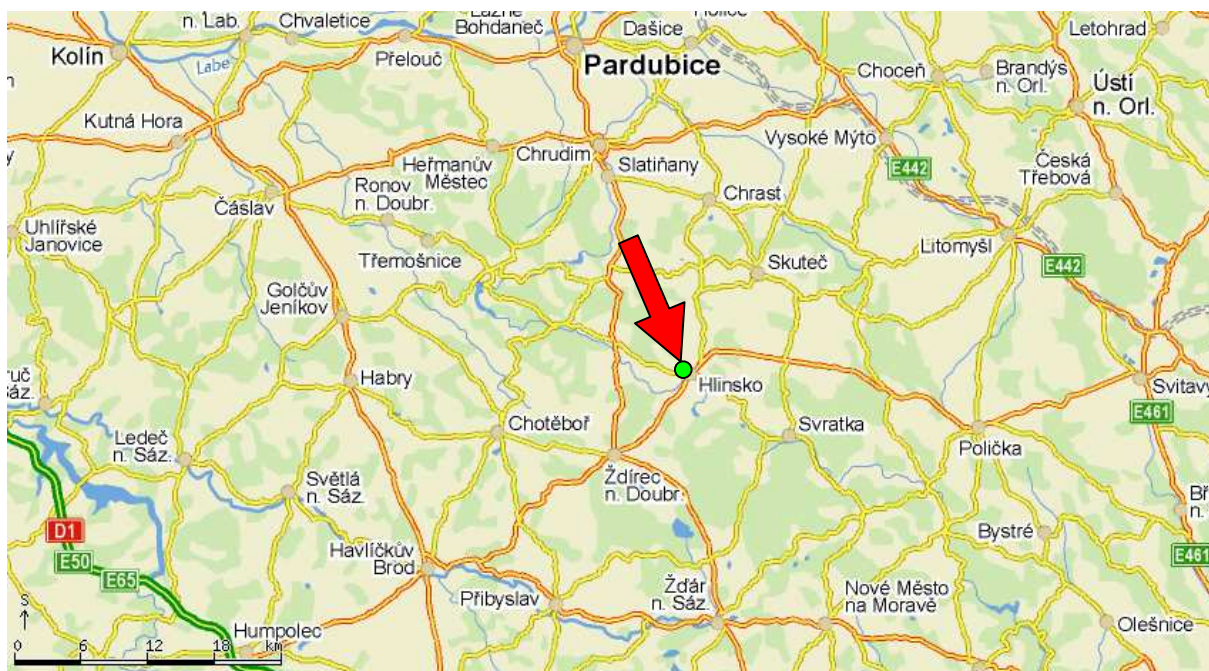 n. Lab.
Chvaletice
Lázně
Bohdaneč
Dašice
Holice
Letohrad
Kolín
Labe
Přelouč
Pardubice
Choceň
Brandýs
n. Orl.
Ústí
n. Orl.
Kutná Hora
Chrudim
Vysoké Mýto
Heřmanův
Městec
Slatiňany
E442
Česká
Třebová
Ronov
n. Doubr.
Čáslav
Chrast
Uhlířské
Janovice
Třemošnice
Litomyšl
Skuteč
E442
Golčův
Jeníkov
Habry
Hlinsko
Svitavy
E461
Chotěboř
Svratka
Ledeč
n. Sáz.
Polička
Světlá
n. Sáz.
Ždírec
n. Doubr.
D1
Bystré
E50
E65
Havlíčkův
Brod
E461
Přibyslav
Žďár
n. Sáz.
Nové Město
na Moravě
Olešnice
S
Humpolec
0 6 12 18 km